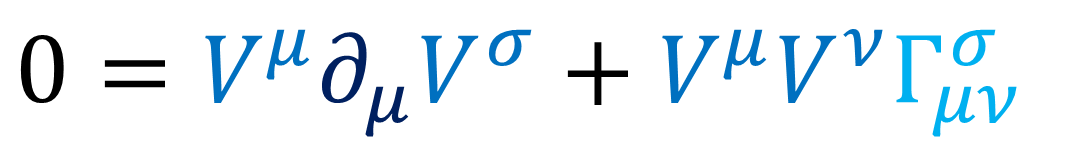 0 = V^μ ∂_μ V^σ + V^μ V^ν Γ^σ_μν